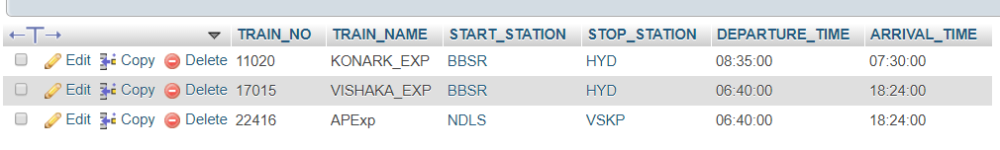 TRAIN_NO TRAIN_NAME START_STATION STOP_STATION DEPARTURE_TIME ARRIVAL_TIME
Edit Copy Delete 11020 KONARK_EXP BBSR HYD 08:35:00 07:30:00
Edit Copy Delete 17015 VISHAKA_EXP BBSR HYD 06:40:00 18:24:00
Edit Copy Delete 22416 APExp NDLS VSKP 06:40:00 18:24:00